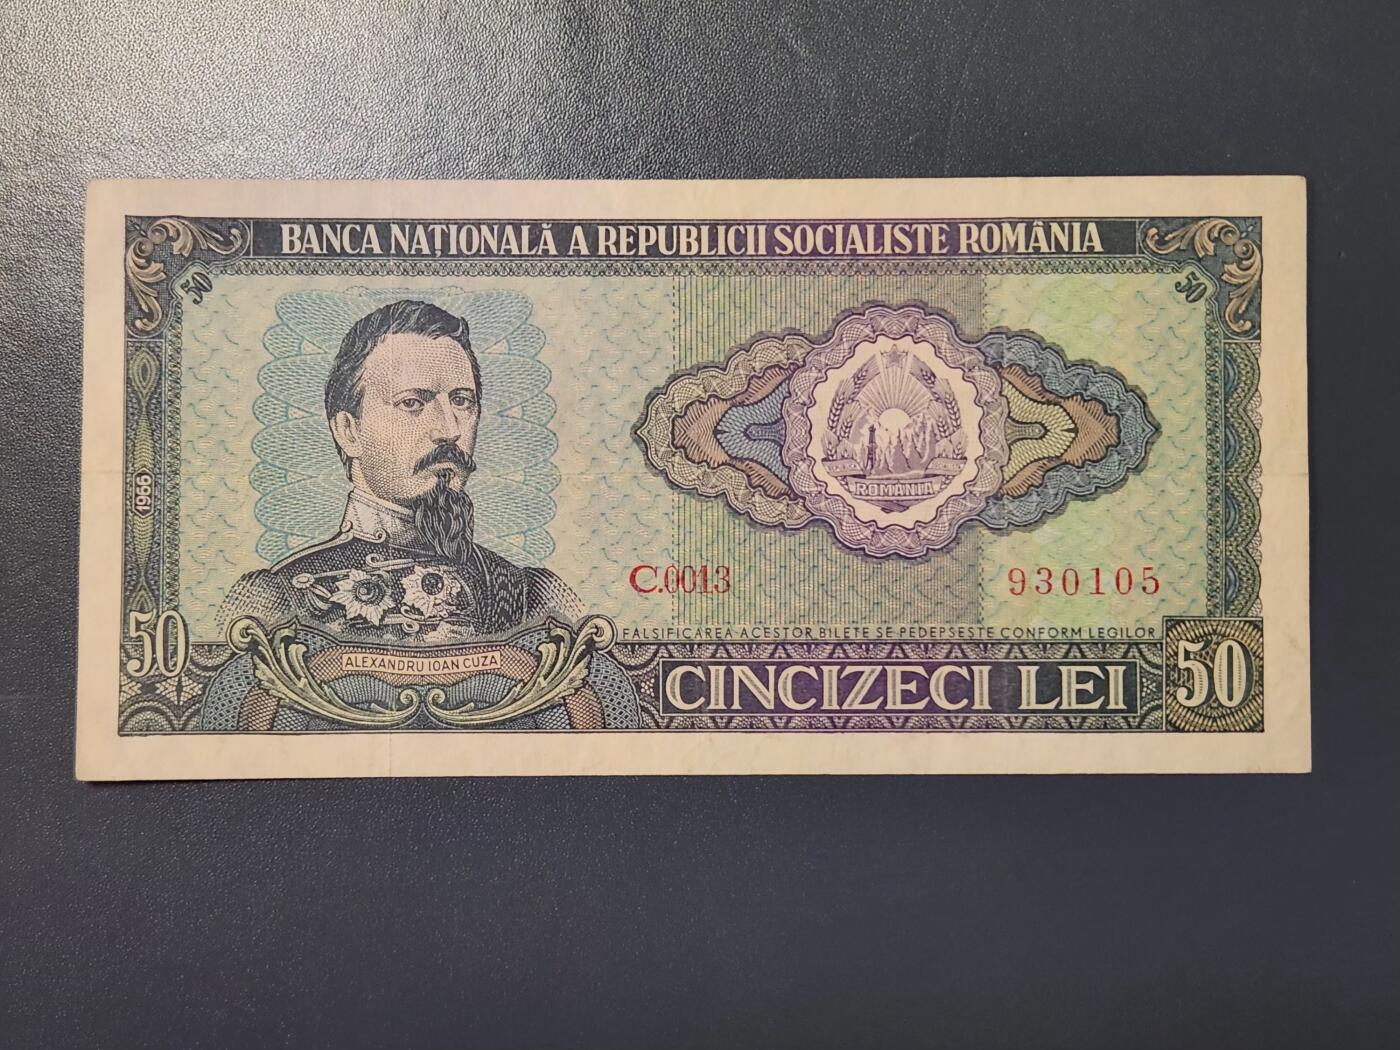 BANCA NAȚIONALĂ A REPUBLICII SOCIALISTE ROMÂNIA
50 50
1966
ROMANIA
C.0013 930105
FALSIFICAREA ACESTOR BILETE SE PEDEPSEȘTE CONFORM LEGILOR
50 ALEXANDRU IOAN CUZA CINCIZECI LEI 50